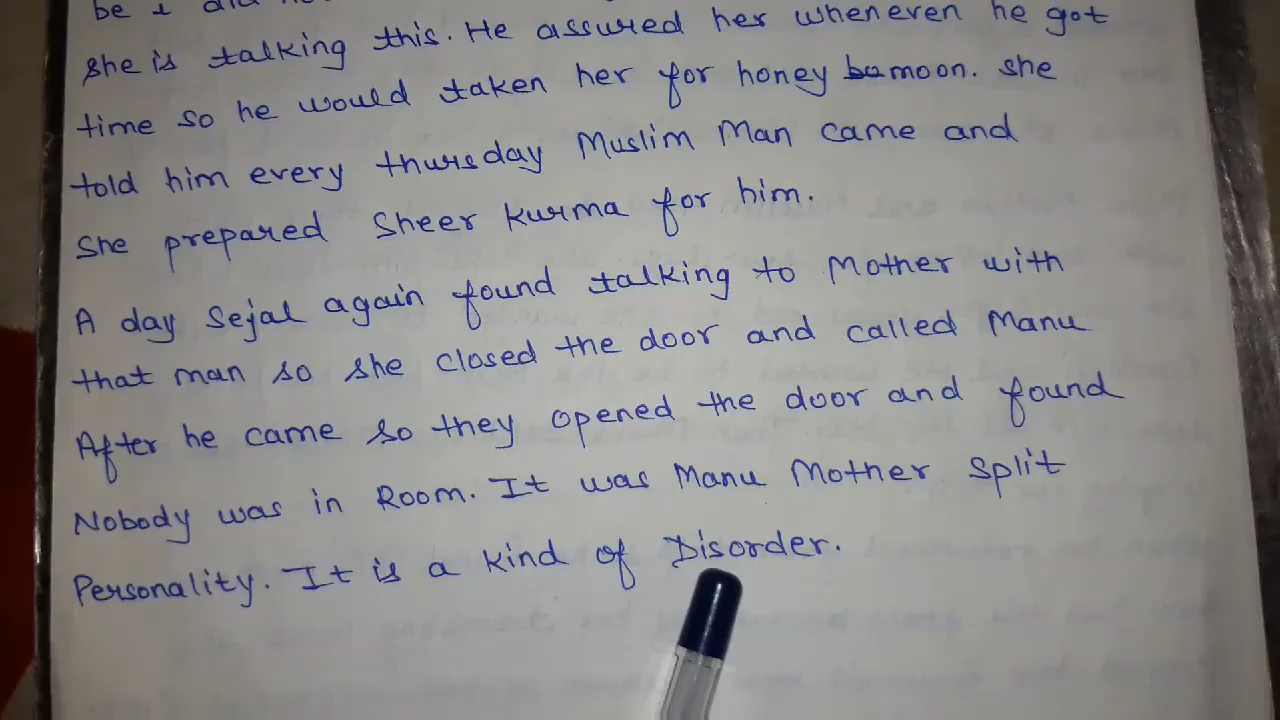 be I did
she is talking this. He assured her wheneven he got
time so he would taken her for honey bamoon. she
told him every thursday Muslim Man came and
she prepared Sheer Kurma for him.
A day Sejal again found talking to Mother with
that man so she closed the door and called Manu
After he came so they opened the door and found
Nobody was in Room. It was Manu Mother Split
Personality. It is a kind of Disorder.